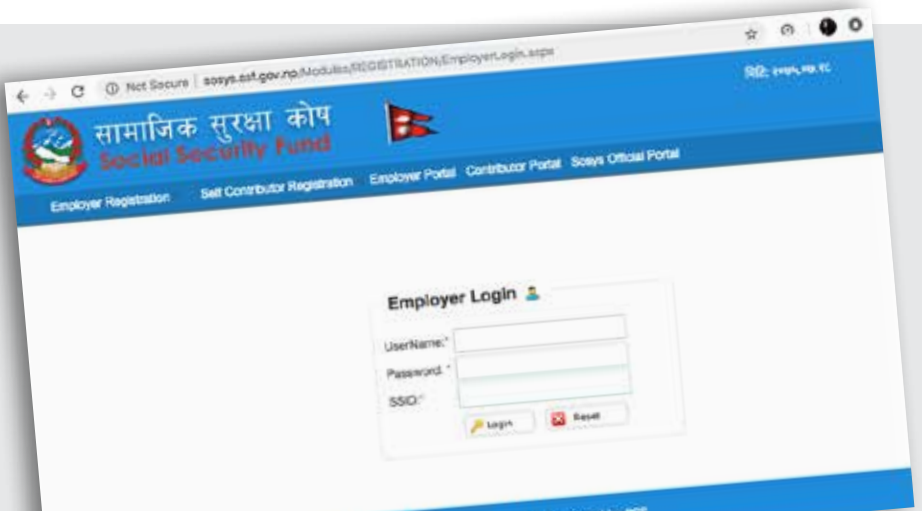 Not Secure | sosys.ssf.gov.np/Modules/REGISTRATION/EmployerLogin.aspx
सामाजिक सुरक्षा कोष
Social Security Fund
Employer Registration Self Contributor Registration Employer Portal Contributor Portal Sosys Official Portal
Employer Login
UserName:*
Password: *
SSID:*
Login Reset